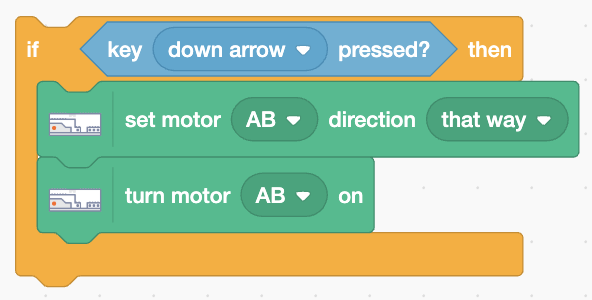 if key down arrow pressed? then
set motor AB direction that way
turn motor AB on